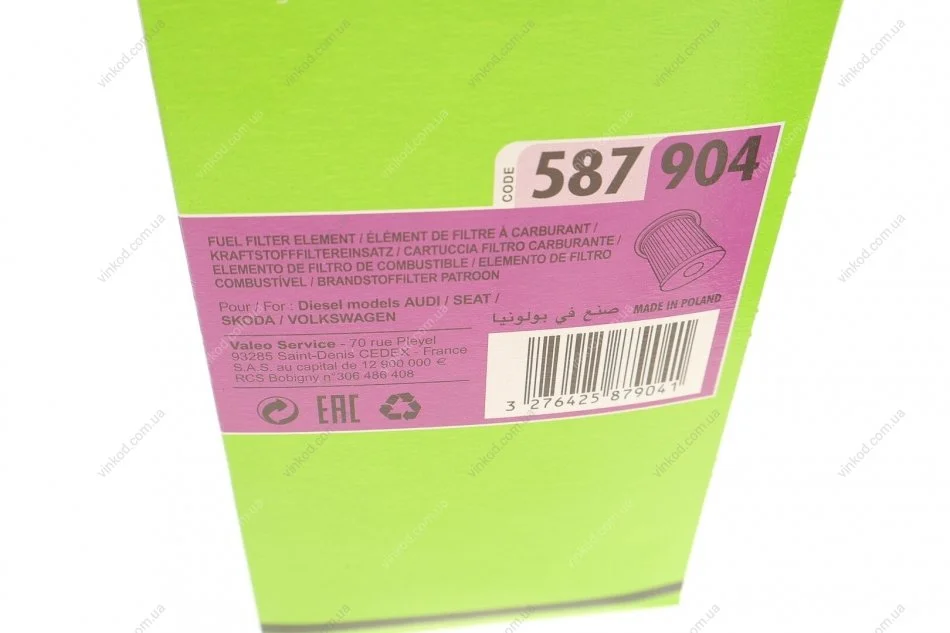 CODE 587 904
FUEL FILTER ELEMENT / ÉLÉMENT DE FILTRE À CARBURANT /
KRAFTSTOFFFILTEREINSATZ / CARTUCCIA FILTRO CARBURANTE /
ELEMENTO DE FILTRO DE COMBUSTIBLE / ELEMENTO DE FILTRO
COMBUSTÍVEL / BRANDSTOFFILTER PATROON
Pour / For : Diesel models AUDI / SEAT /
SKODA / VOLKSWAGEN
صنع في بولونيا MADE IN POLAND
Valeo Service - 70 rue Pleyel
93285 Saint-Denis CEDEX - France
S.A.S. au capital de 12 900 000 €
RCS Bobigny n°306 486 408
EAC
3 276425 879041
vinkod.com.ua